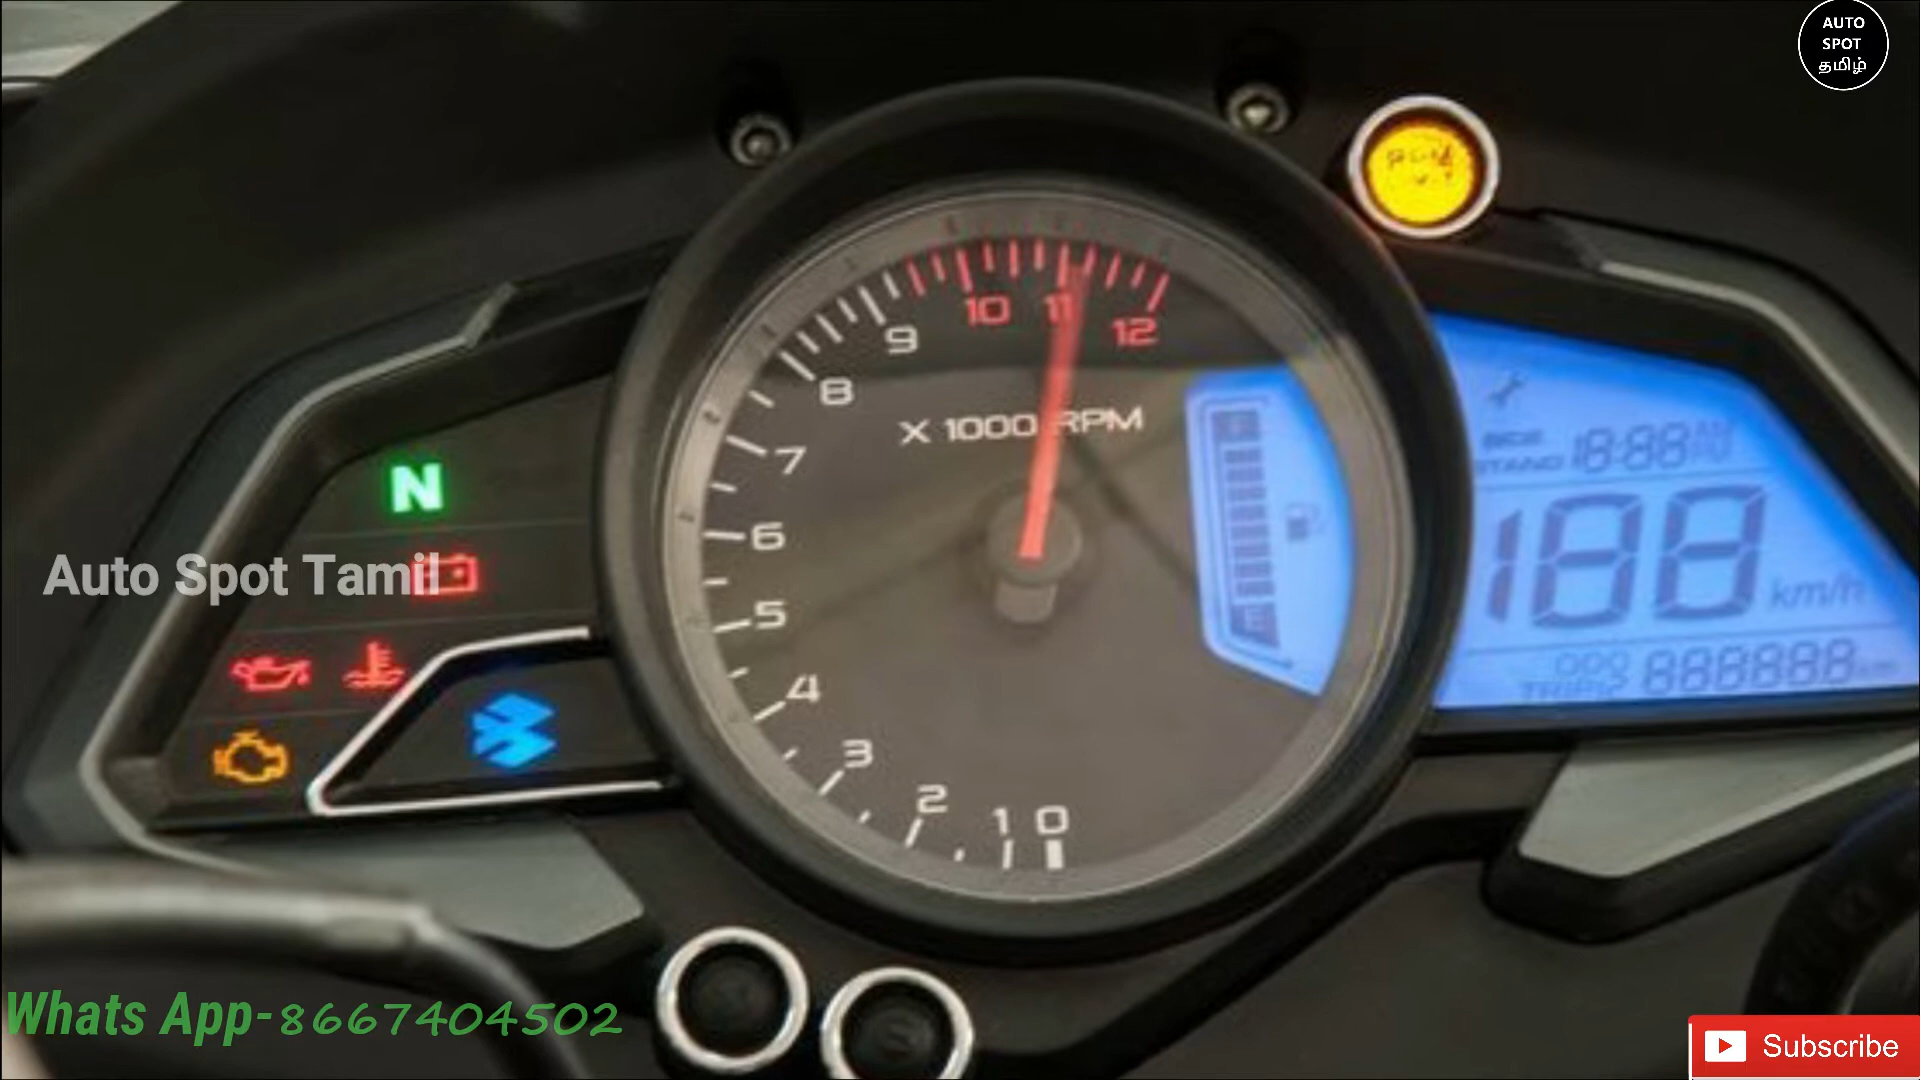 AUTO
SPOT
தமிழ்
10 11 12
9
8
X 1000 RPM
7
6
5
4
3
2
1 0
N
STAND 18:88
188 km/h
888888
Auto Spot Tamil
Whats App-8667404502
Subscribe